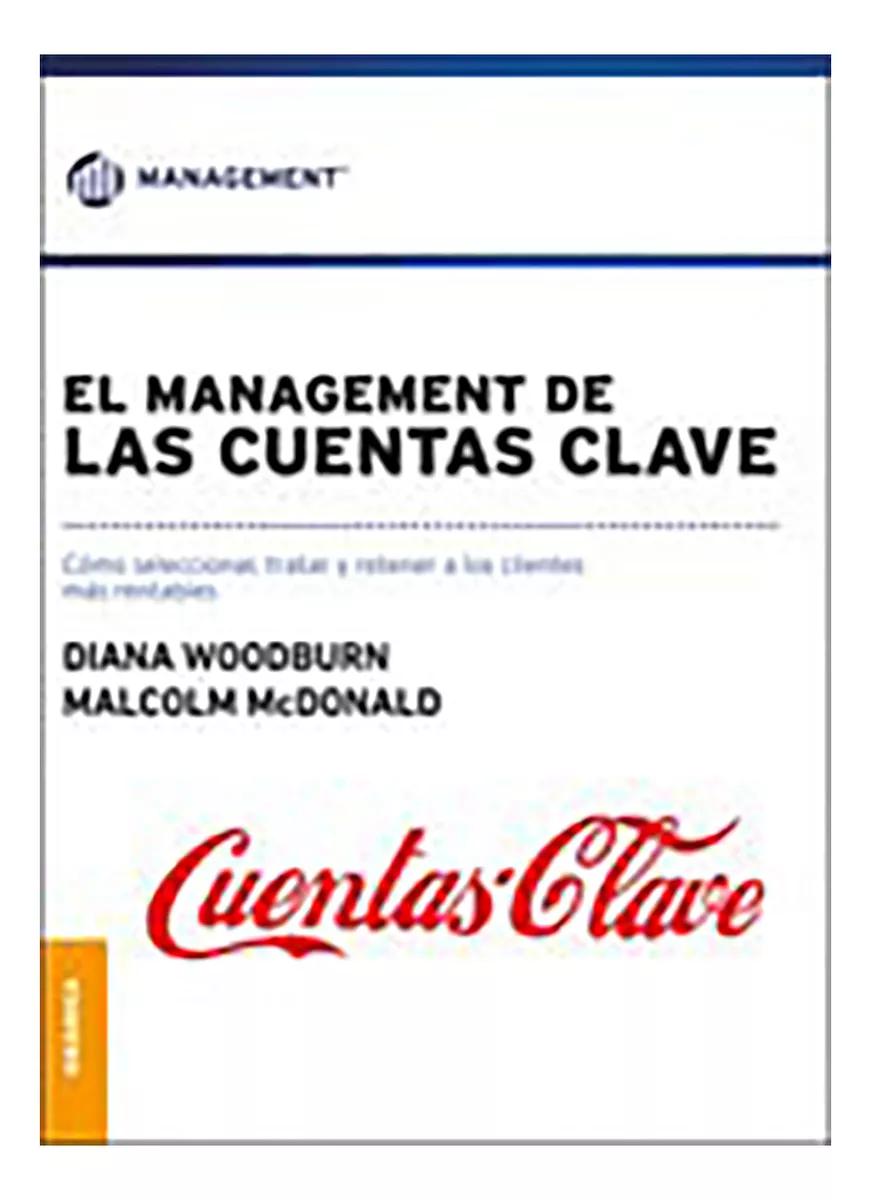 MANAGEMENT
EL MANAGEMENT DE
LAS CUENTAS CLAVE
Cómo seleccionar, tratar y retener a los clientes
más rentables
DIANA WOODBURN
MALCOLM McDONALD
Cuentas-Clave
GRANICA